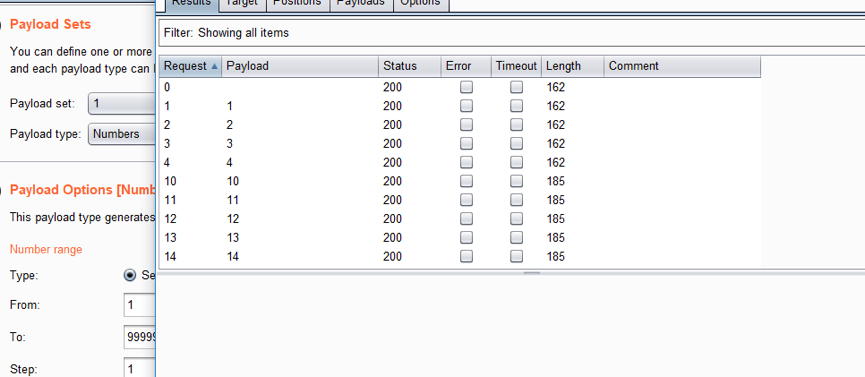 Results Target Positions Payloads Options
Payload Sets
You can define one or more
and each payload type can
Payload set: 1
Payload type: Numbers
Payload Options [Numb
This payload generates
Number range
Type: Se
From: 1
To: 99999
Step: 1
Filter: Showing all items
Request Payload Status Error Timeout Length Comment
0 200 162
1 1 200 162
2 2 200 162
3 3 200 162
4 4 200 162
10 10 200 185
11 11 200 185
12 12 200 185
13 13 200 185
14 14 200 185